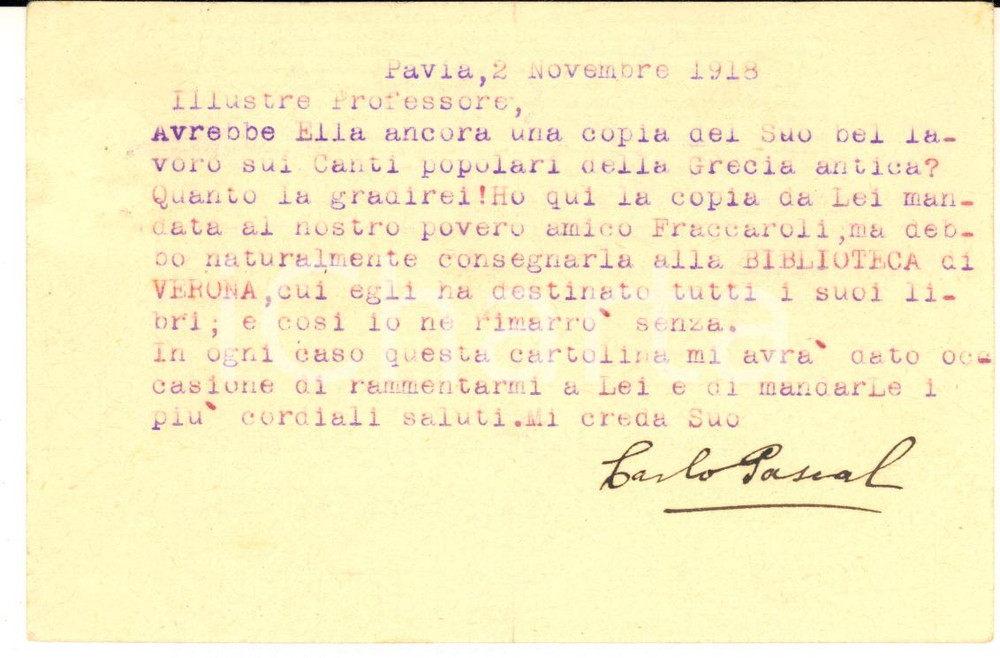 Pavia,2 Novembre 1918
Illustre Professore,
Avrebbe Ella ancora una copia del Suo bel la-
voro sui Canti popolari della Grecia antica?
Quanto la gradirei!Ho qui la copia da Lei man-
data al nostro povero amico Fraccaroli,ma deb-
bo naturalmente consegnarla alla BIBLIOTECA di
VERONA,cui egli ha destinato tutti i suoi li-
bri; e così io ne rimarro` senza.
In ogni caso questa cartolina mi avra` dato oc-
casione di rammentarmi a Lei e di mandarLe i
piu` cordiali saluti.Mi creda Suo
Carlo Pascal